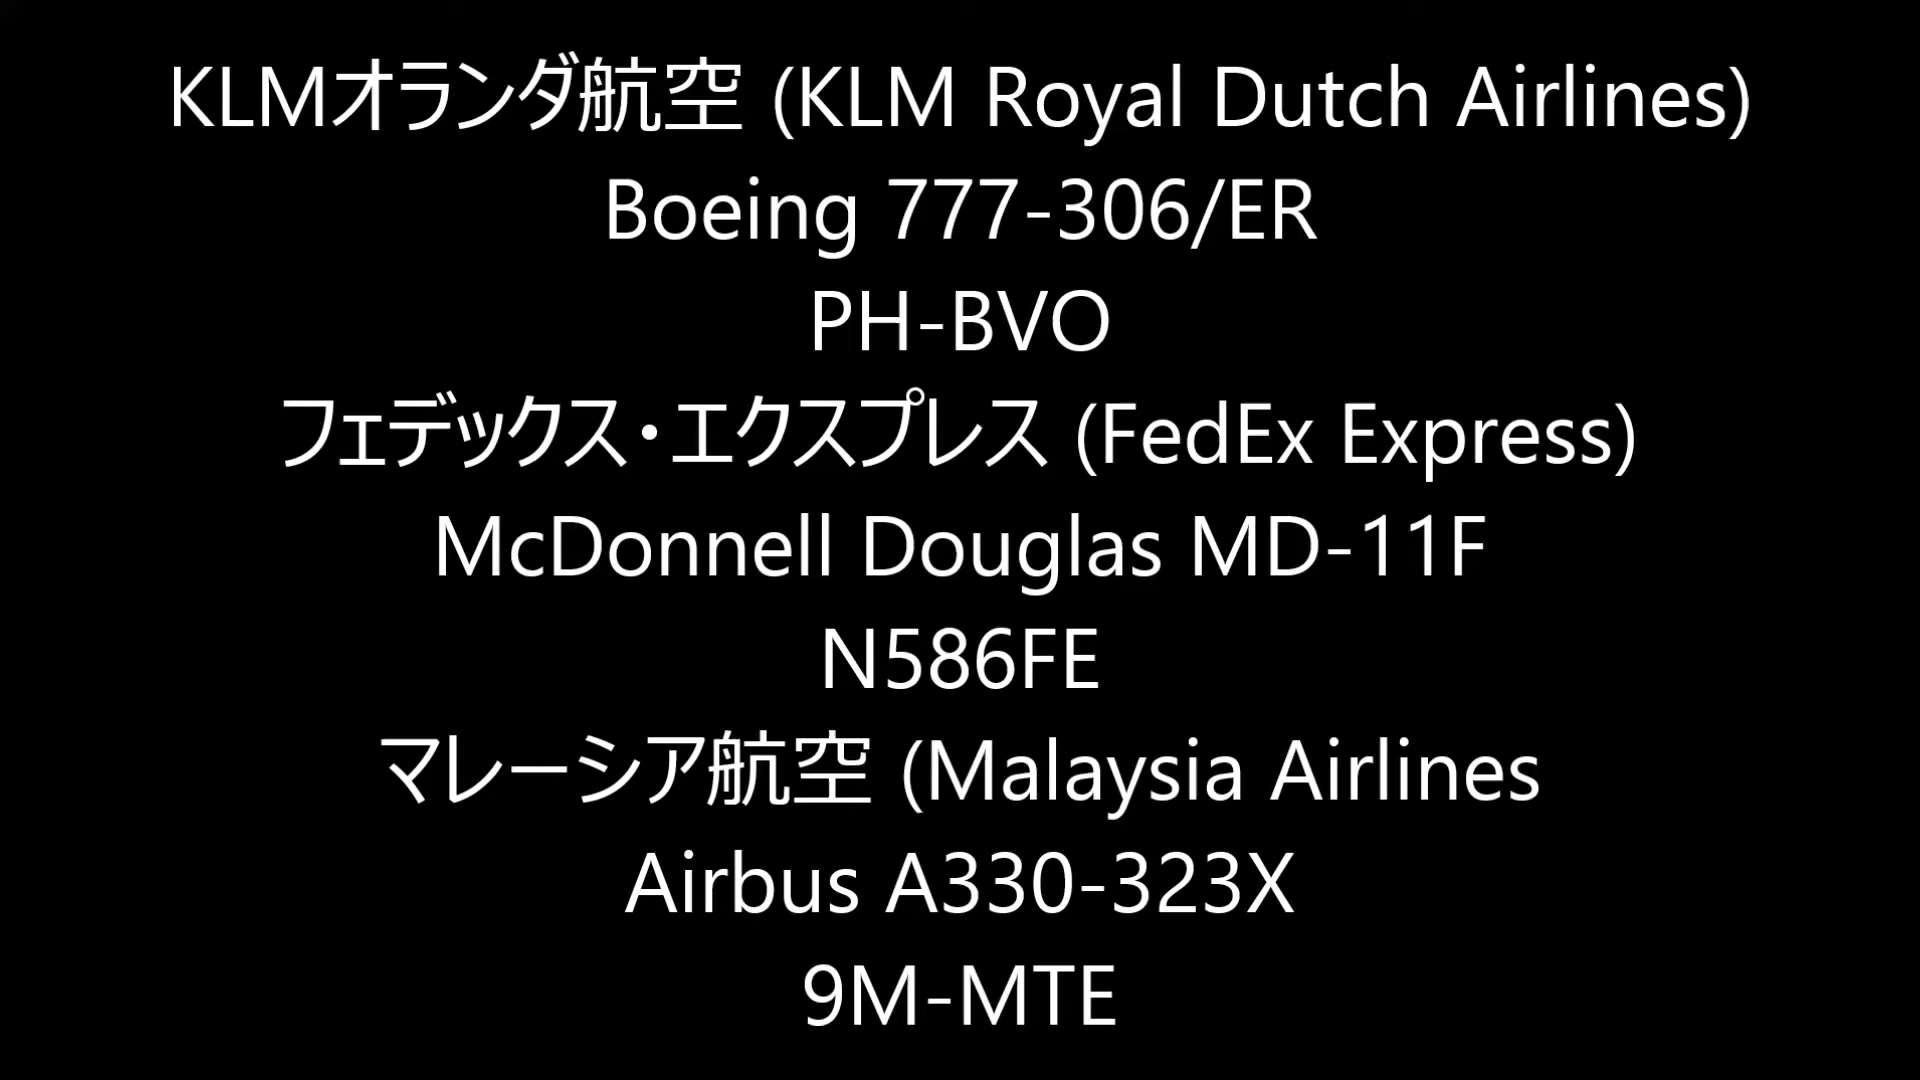 KLMオランダ航空 (KLM Royal Dutch Airlines)
Boeing 777-306/ER
PH-BVO
フェデックス・エクスプレス (FedEx Express)
McDonnell Douglas MD-11F
N586FE
マレーシア航空 (Malaysia Airlines
Airbus A330-323X
9M-MTE